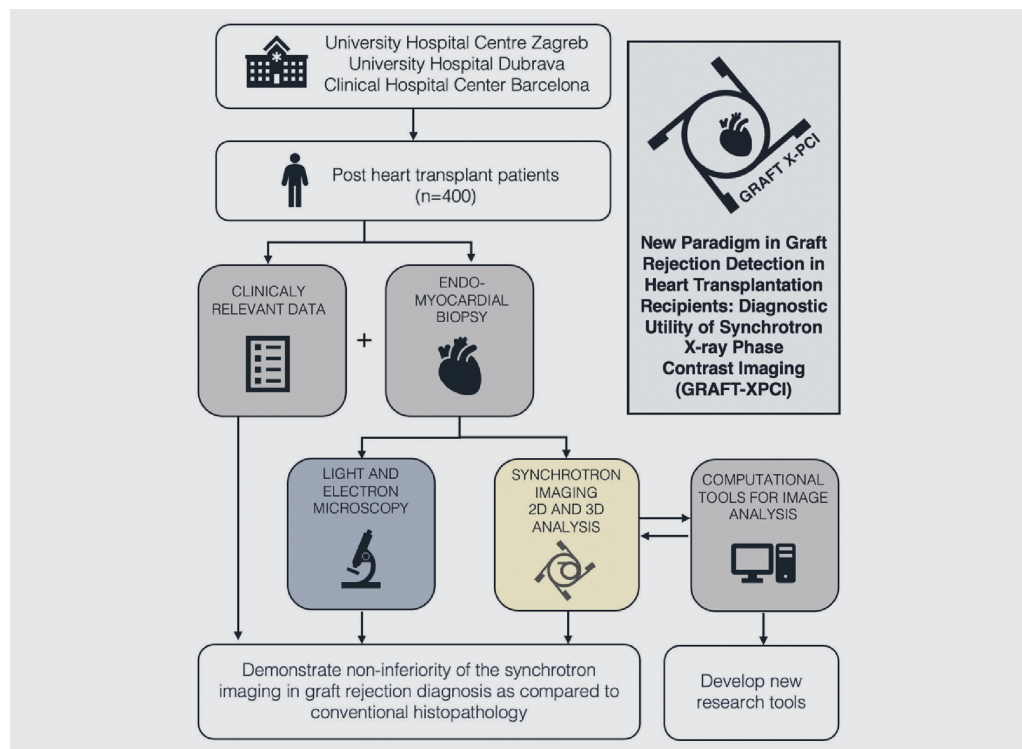 University Hospital Centre Zagreb
University Hospital Dubrava
Clinical Hospital Center Barcelona
Post heart transplant patients
(n=400)
GRAFT X-PCI
New Paradigm in Graft
Rejection Detection in
Heart Transplantation
Recipients: Diagnostic
Utility of Synchrotron
X-ray Phase
Contrast Imaging
(GRAFT-XPCI)
CLINICALY
RELEVANT DATA
+
ENDO-
MYOCARDIAL
BIOPSY
LIGHT AND
ELECTRON
MICROSCOPY
SYNCHROTRON
IMAGING
2D AND 3D
ANALYSIS
COMPUTATIONAL
TOOLS FOR IMAGE
ANALYSIS
Demonstrate non-inferiority of the synchrotron
imaging in graft rejection diagnosis as compared to
conventional histopathology
Develop new
research tools